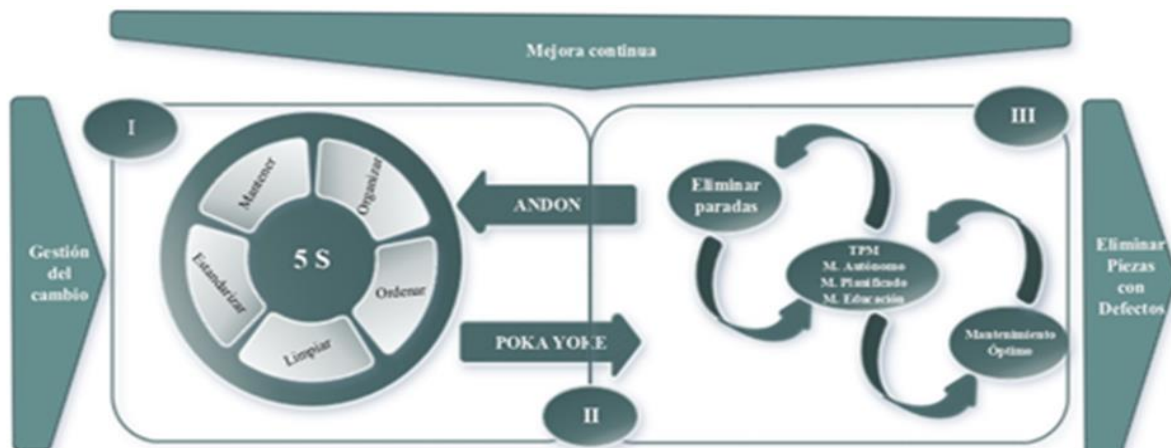 Mejora continua
I
III
Gestión
del
cambio
Mantener
Organizar
5 S
Estandarizar
Ordenar
Limpiar
ANDON
POKA YOKE
II
Eliminar
paradas
TPM
M. Autónomo
M. Planificado
M. Educación
Mantenimiento
Óptimo
Eliminar
Piezas
con
Defectos